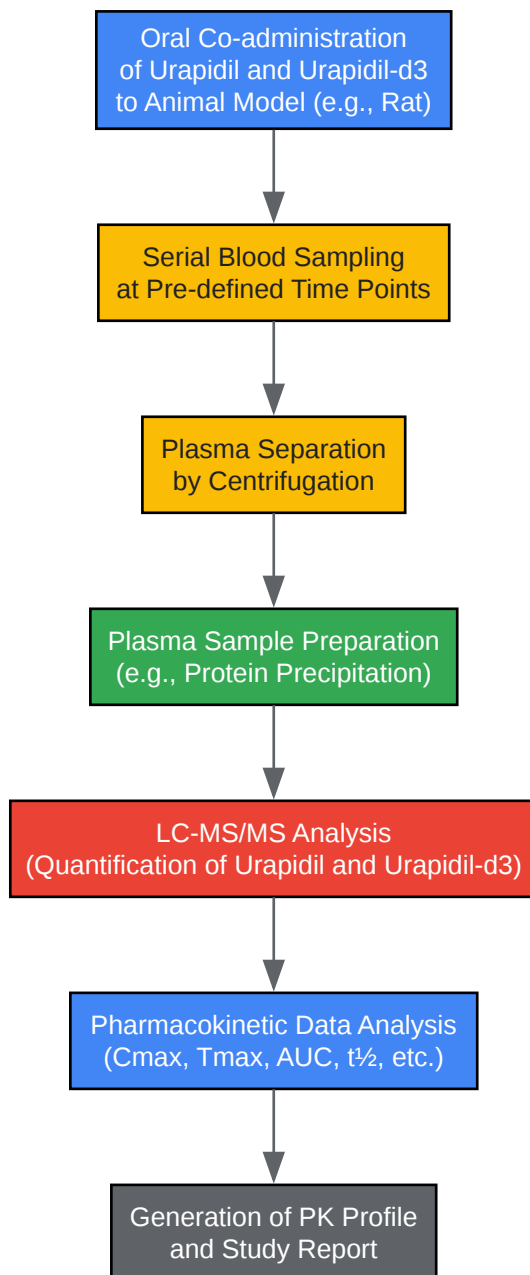 Oral Co-administration
of Urapidil and Urapidil-d3
to Animal Model (e.g., Rat)
Serial Blood Sampling
at Pre-defined Time Points
Plasma Separation
by Centrifugation
Plasma Sample Preparation
(e.g., Protein Precipitation)
LC-MS/MS Analysis
(Quantification of Urapidil and Urapidil-d3)
Pharmacokinetic Data Analysis
(Cmax, Tmax, AUC, t½, etc.)
Generation of PK Profile
and Study Report